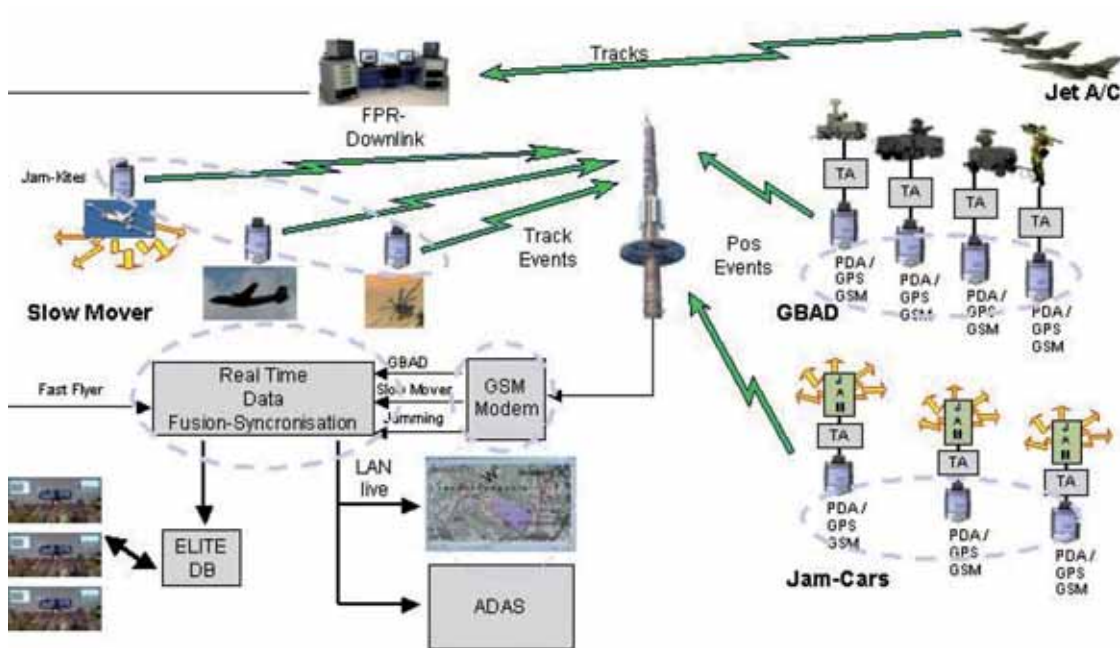 Tracks
Jet A/C
FPR-
Downlink
Jam-Kites
Track
Events
Pos
Events
Slow Mover
TA
TA
TA
TA
PDA /
GPS
GSM
PDA /
GPS
GSM
PDA /
GPS
GSM
PDA /
GPS
GSM
GBAD
Fast Flyer
Real Time
Data
Fusion-Syncronisation
GBAD
Slow Mover
Jamming
GSM
Modem
LAN
live
ELITE
DB
ADAS
JAM
JAM
JAM
TA
TA
TA
PDA /
GPS
GSM
PDA /
GPS
GSM
PDA /
GPS
GSM
Jam-Cars